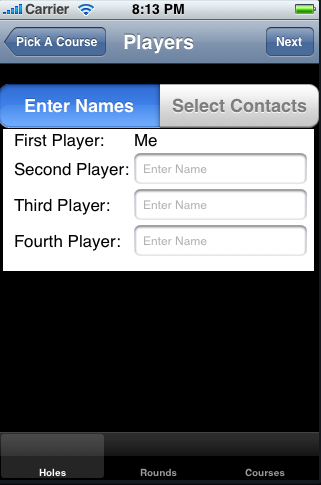 Carrier 8:13 PM
Pick A Course Players Next
Enter Names Select Contacts
First Player: Me
Second Player: Enter Name
Third Player: Enter Name
Fourth Player: Enter Name
Holes Rounds Courses